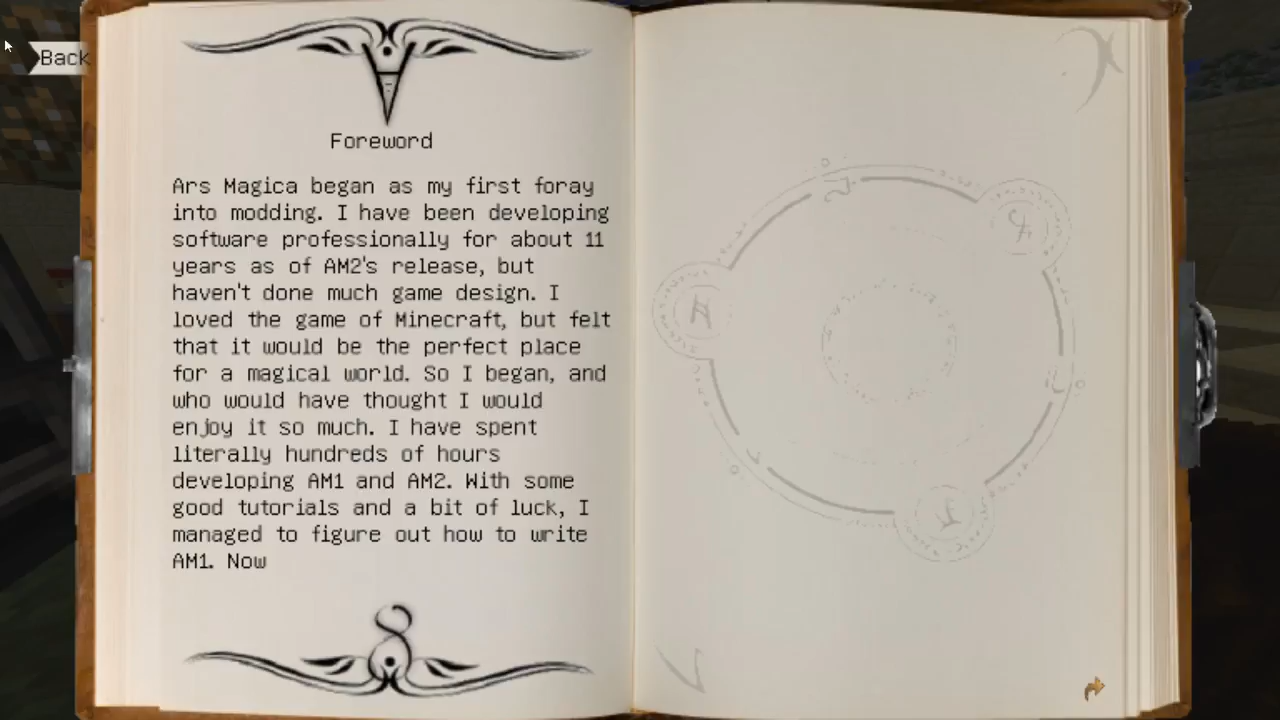 Back
Foreword
Ars Magica began as my first foray
into modding. I have been developing
software professionally for about 11
years as of AM2's release, but
haven't done much game design. I
loved the game of Minecraft, but felt
that it would be the perfect place
for a magical world. So I began, and
who would have thought I would
enjoy it so much. I have spent
literally hundreds of hours
developing AM1 and AM2. With some
good tutorials and a bit of luck, I
managed to figure out how to write
AM1. Now